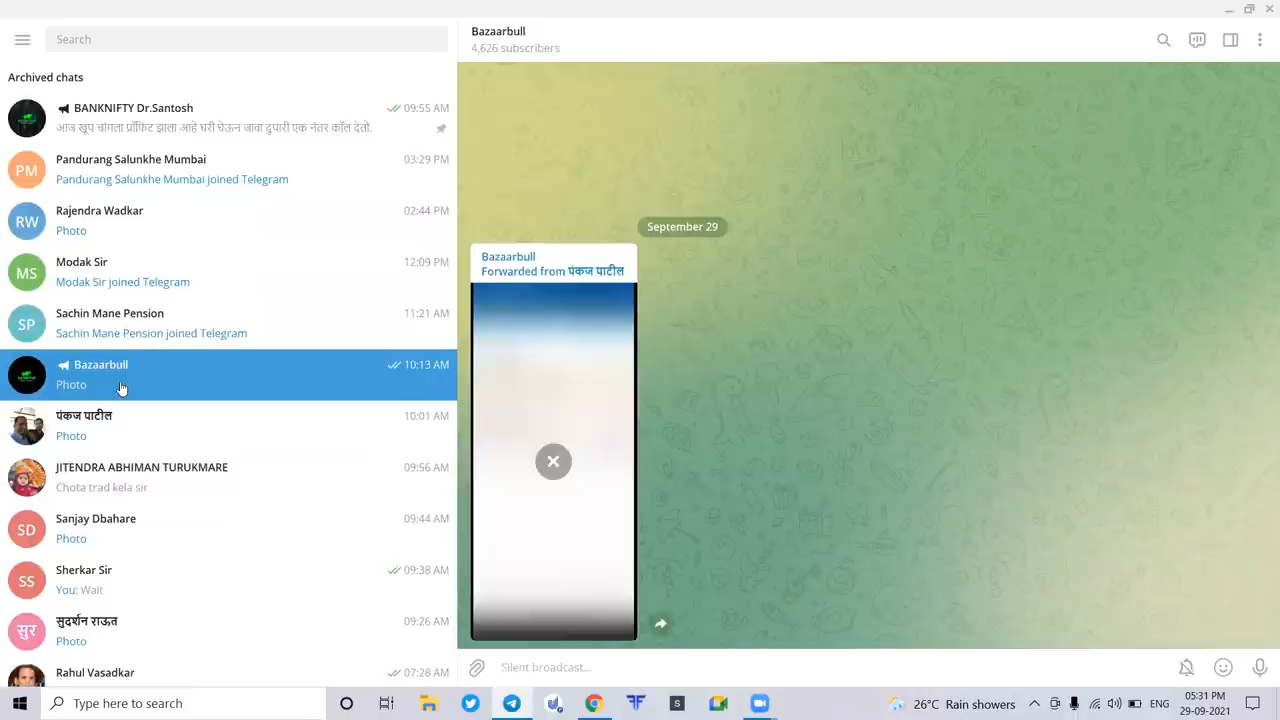 Search
Archived chats
BANKNIFTY Dr.Santosh
09:55 AM
आज खूप चांगला प्रॉफिट झाला आहे घरी घेऊन जावा दुपारी एक नंतर कॉल देतो.
PM
Pandurang Salunkhe Mumbai
03:29 PM
Pandurang Salunkhe Mumbai joined Telegram
RW
Rajendra Wadkar
02:44 PM
Photo
MS
Modak Sir
12:09 PM
Modak Sir joined Telegram
SP
Sachin Mane Pension
11:21 AM
Sachin Mane Pension joined Telegram
Bazaarbull
10:13 AM
Photo
पंकज पाटील
10:01 AM
Photo
JITENDRA ABHIMAN TURUKMARE
09:56 AM
Chota trad kela sir
SD
Sanjay Dbahare
09:44 AM
Photo
SS
Sherkar Sir
09:38 AM
You: Wait
सुर
सुदर्शन राऊत
09:26 AM
Photo
Rahul Vasadkar
07:28 AM
Bazaarbull
4,626 subscribers
September 29
Bazaarbull
Forwarded from पंकज पाटील
Silent broadcast...
Type here to search
26°C Rain showers
ENG
05:31 PM
29-09-2021